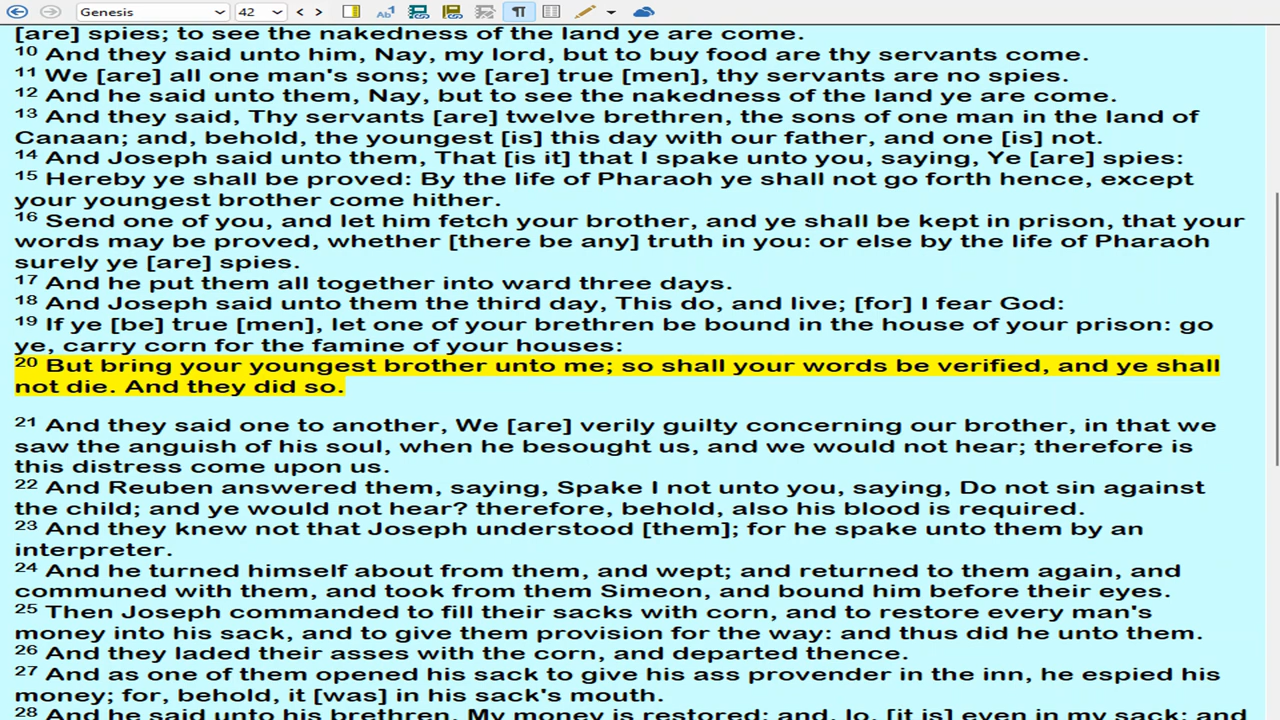 Genesis 42 < >
[are] spies; to see the nakedness of the land ye are come.
10 And they said unto him, Nay, my lord, but to buy food are thy servants come.
11 We [are] all one man's sons; we [are] true [men], thy servants are no spies.
12 And he said unto them, Nay, but to see the nakedness of the land ye are come.
13 And they said, Thy servants [are] twelve brethren, the sons of one man in the land of
Canaan; and, behold, the youngest [is] this day with our father, and one [is] not.
14 And Joseph said unto them, That [is it] that I spake unto you, saying, Ye [are] spies:
15 Hereby ye shall be proved: By the life of Pharaoh ye shall not go forth hence, except
your youngest brother come hither.
16 Send one of you, and let him fetch your brother, and ye shall be kept in prison, that your
words may be proved, whether [there be any] truth in you: or else by the life of Pharaoh
surely ye [are] spies.
17 And he put them all together into ward three days.
18 And Joseph said unto them the third day, This do, and live; [for] I fear God:
19 If ye [be] true [men], let one of your brethren be bound in the house of your prison: go
ye, carry corn for the famine of your houses:
20 But bring your youngest brother unto me; so shall your words be verified, and ye shall
not die. And they did so.
21 And they said one to another, We [are] verily guilty concerning our brother, in that we
saw the anguish of his soul, when he besought us, and we would not hear; therefore is
this distress come upon us.
22 And Reuben answered them, saying, Spake I not unto you, saying, Do not sin against
the child; and ye would not hear? therefore, behold, also his blood is required.
23 And they knew not that Joseph understood [them]; for he spake unto them by an
interpreter.
24 And he turned himself about from them, and wept; and returned to them again, and
communed with them, and took from them Simeon, and bound him before their eyes.
25 Then Joseph commanded to fill their sacks with corn, and to restore every man's
money into his sack, and to give them provision for the way: and thus did he unto them.
26 And they laded their asses with the corn, and departed thence.
27 And as one of them opened his sack to give his ass provender in the inn, he espied his
money; for, behold, it [was] in his sack's mouth.
28 And he said unto his brethren, My money is restored; and, lo, [it is] even in my sack: and